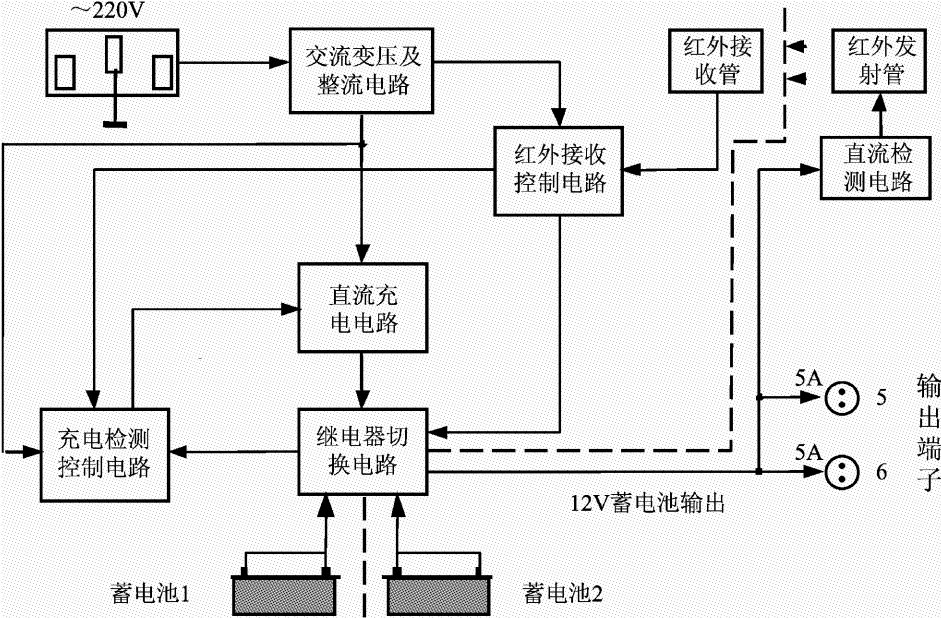 ～220V
交流变压及
整流电路
红外接
收管
红外发
射管
红外接收
控制电路
直流检
测电路
直流充
电电路
5A
5
输
出
端
子
充电检测
控制电路
继电器切
换电路
5A
6
12V蓄电池输出
蓄电池1
蓄电池2